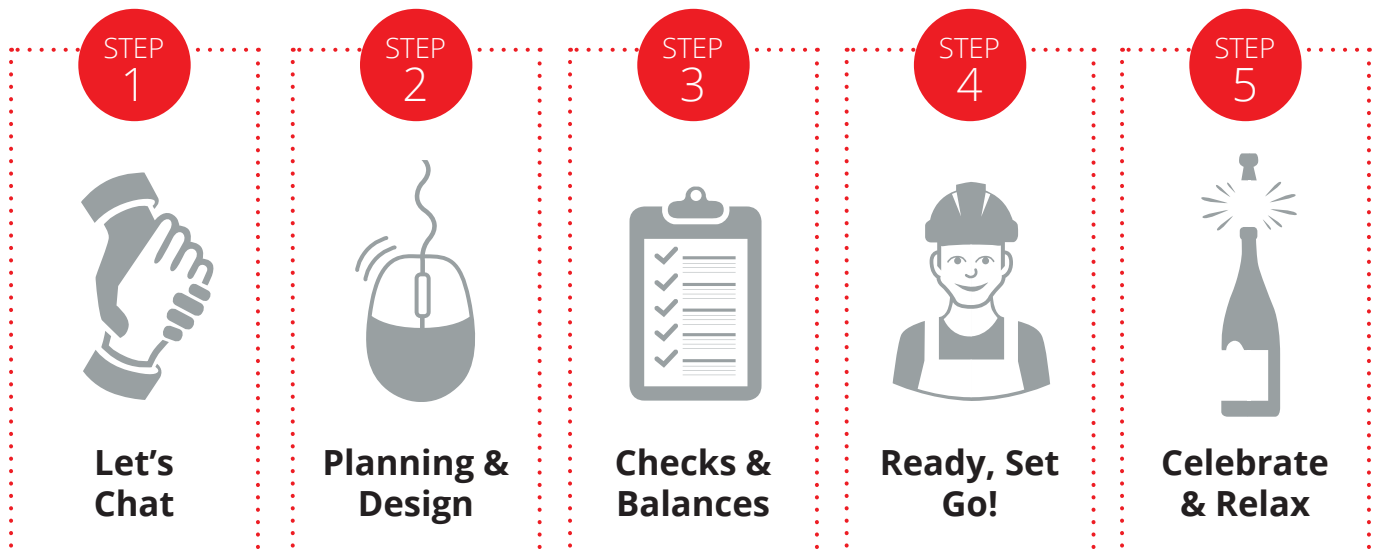 STEP
1
STEP
2
STEP
3
STEP
4
STEP
5
Let’s
Chat
Planning &
Design
Checks &
Balances
Ready, Set
Go!
Celebrate
& Relax